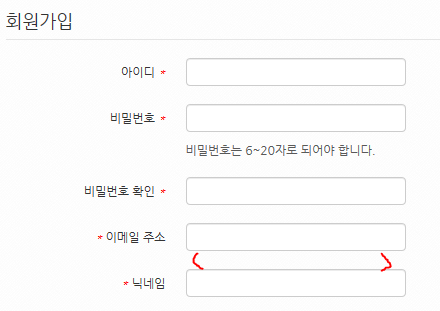 회원가입
아이디 *
비밀번호 *
비밀번호는 6~20자로 되어야 합니다.
비밀번호 확인 *
* 이메일 주소
* 닉네임